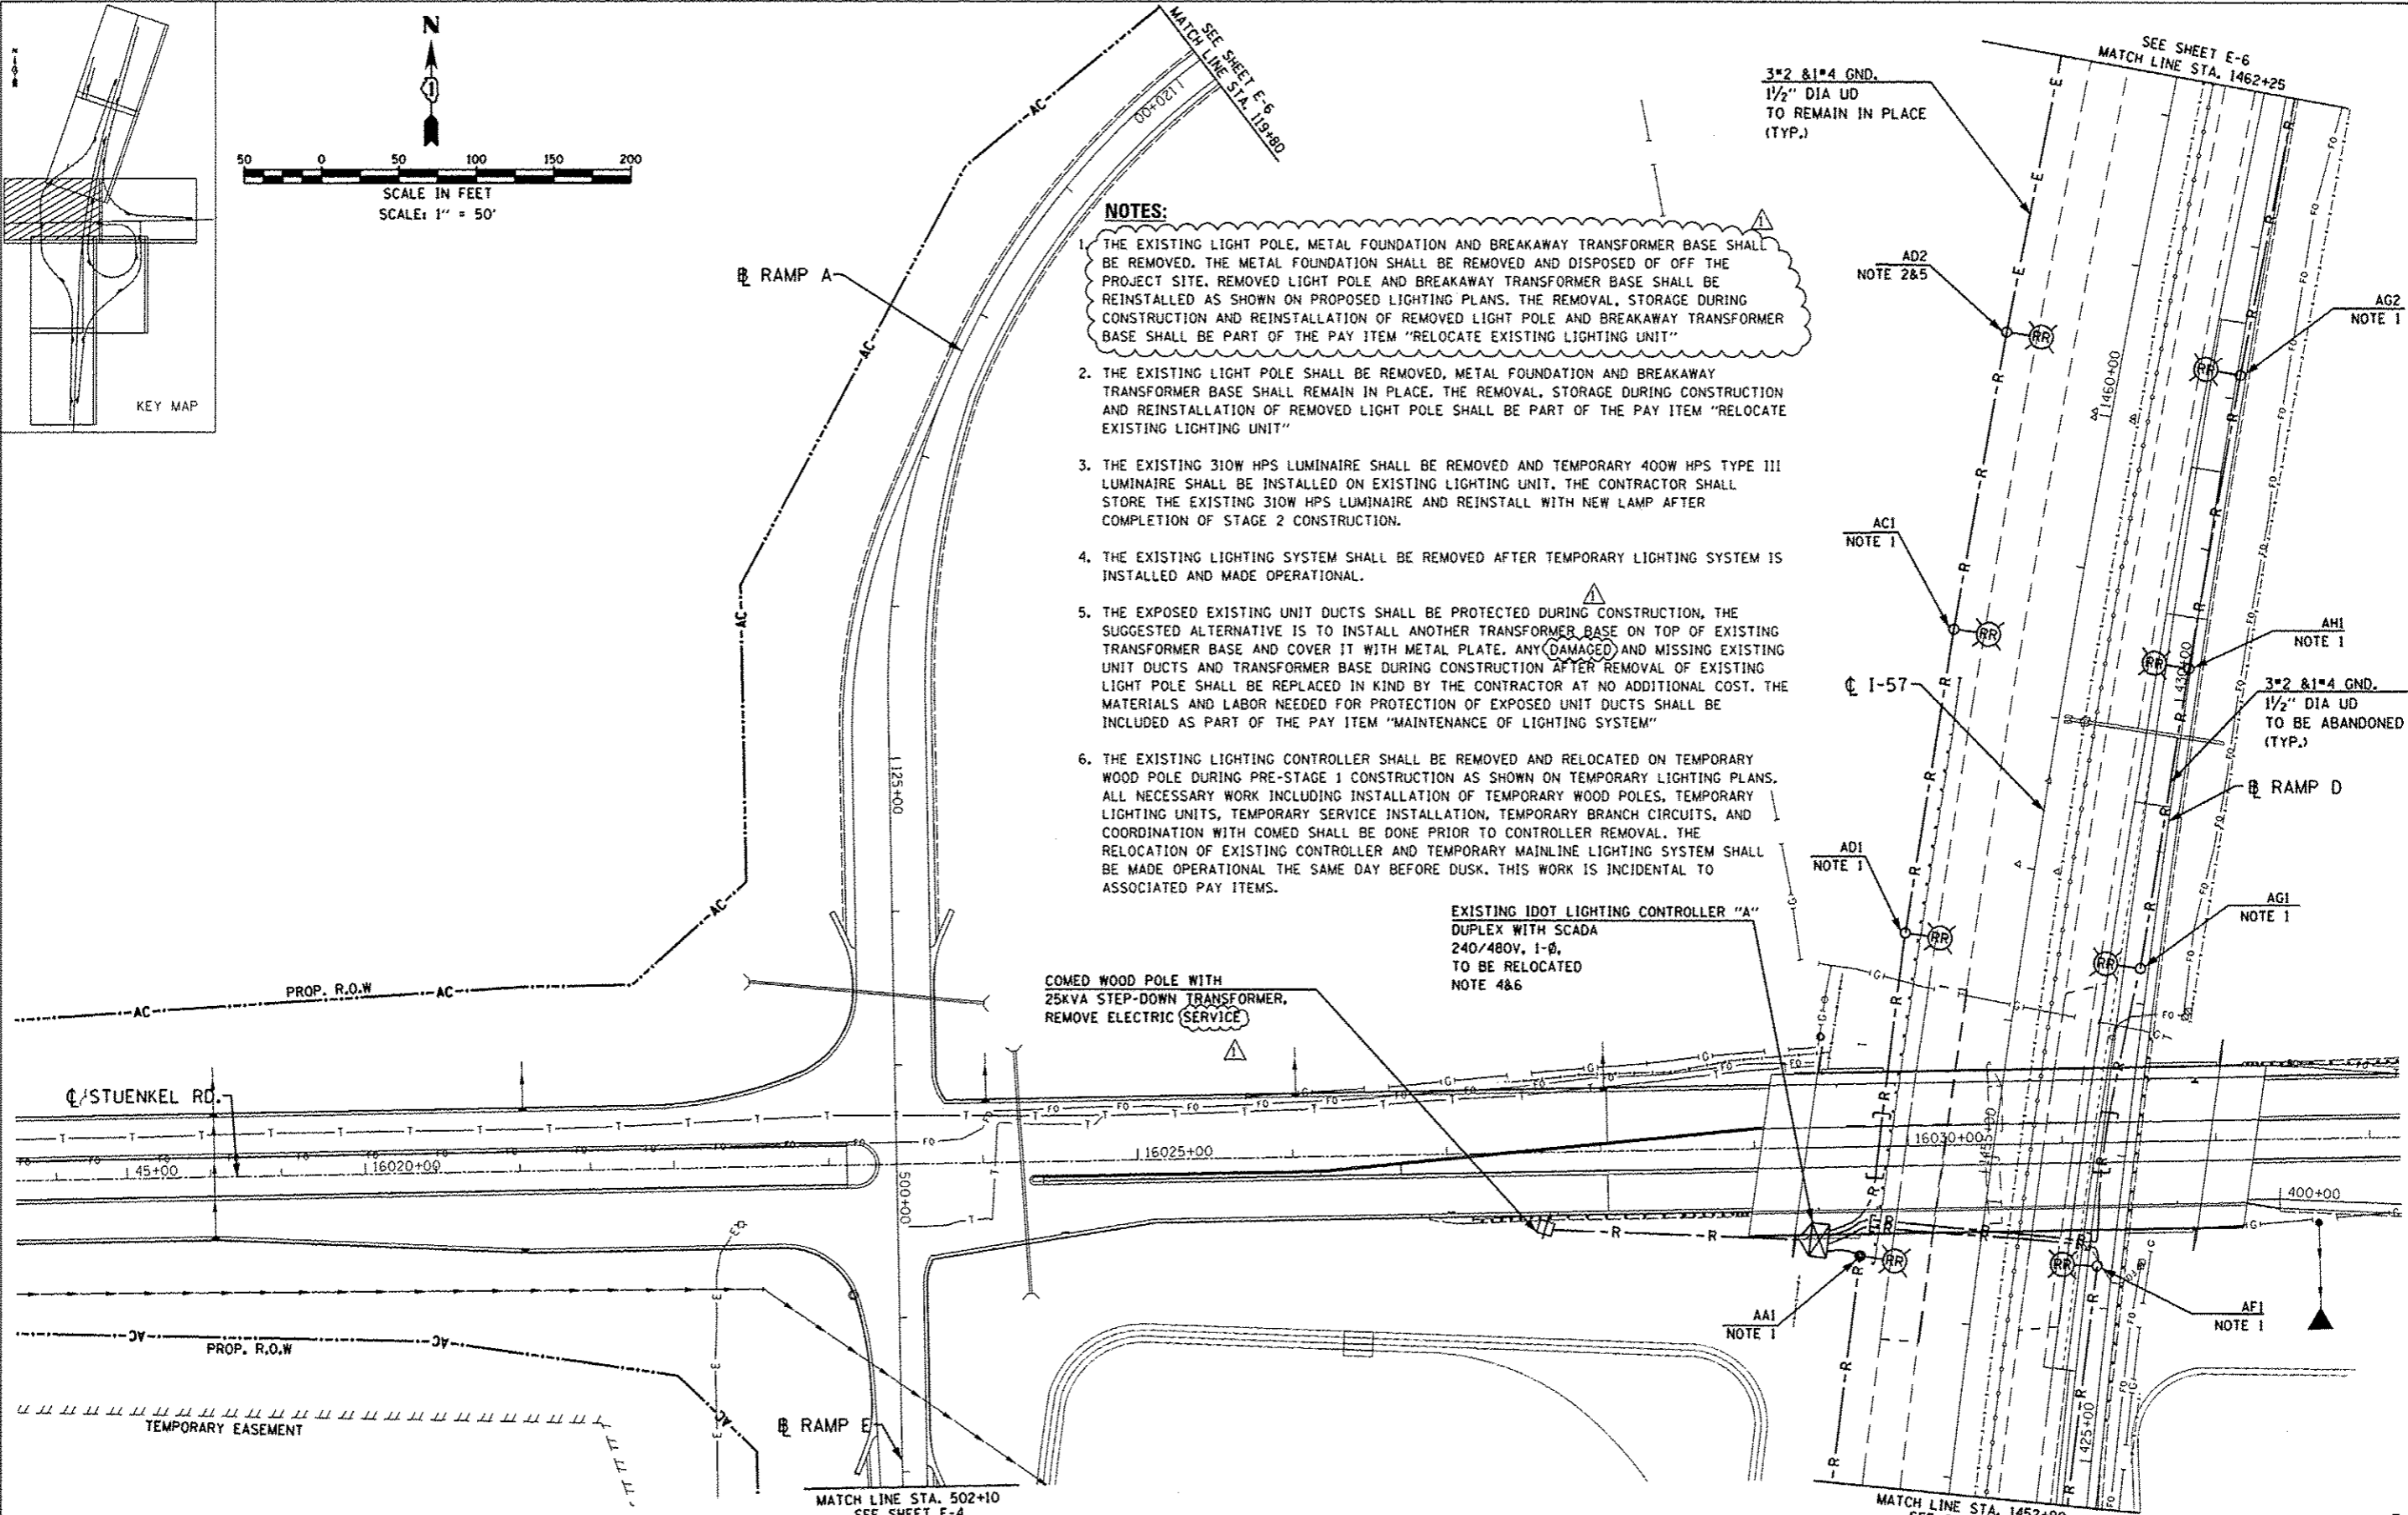 KEY MAP
N
50 0 50 100 150 200
SCALE IN FEET
SCALE: 1" = 50'
SEE SHEET E-6
MATCH LINE STA. 119+80
120+00
℄ RAMP A
AC
NOTES:
1. THE EXISTING LIGHT POLE, METAL FOUNDATION AND BREAKAWAY TRANSFORMER BASE SHALL
BE REMOVED. THE METAL FOUNDATION SHALL BE REMOVED AND DISPOSED OF OFF THE
PROJECT SITE. REMOVED LIGHT POLE AND BREAKAWAY TRANSFORMER BASE SHALL BE
REINSTALLED AS SHOWN ON PROPOSED LIGHTING PLANS. THE REMOVAL, STORAGE DURING
CONSTRUCTION AND REINSTALLATION OF REMOVED LIGHT POLE AND BREAKAWAY TRANSFORMER
BASE SHALL BE PART OF THE PAY ITEM "RELOCATE EXISTING LIGHTING UNIT"
1
2. THE EXISTING LIGHT POLE SHALL BE REMOVED, METAL FOUNDATION AND BREAKAWAY
TRANSFORMER BASE SHALL REMAIN IN PLACE. THE REMOVAL, STORAGE DURING CONSTRUCTION
AND REINSTALLATION OF REMOVED LIGHT POLE SHALL BE PART OF THE PAY ITEM "RELOCATE
EXISTING LIGHTING UNIT"
3. THE EXISTING 310W HPS LUMINAIRE SHALL BE REMOVED AND TEMPORARY 400W HPS TYPE III
LUMINAIRE SHALL BE INSTALLED ON EXISTING LIGHTING UNIT. THE CONTRACTOR SHALL
STORE THE EXISTING 310W HPS LUMINAIRE AND REINSTALL WITH NEW LAMP AFTER
COMPLETION OF STAGE 2 CONSTRUCTION.
4. THE EXISTING LIGHTING SYSTEM SHALL BE REMOVED AFTER TEMPORARY LIGHTING SYSTEM IS
INSTALLED AND MADE OPERATIONAL.
1
5. THE EXPOSED EXISTING UNIT DUCTS SHALL BE PROTECTED DURING CONSTRUCTION, THE
SUGGESTED ALTERNATIVE IS TO INSTALL ANOTHER TRANSFORMER BASE ON TOP OF EXISTING
TRANSFORMER BASE AND COVER IT WITH METAL PLATE. ANY DAMAGED AND MISSING EXISTING
UNIT DUCTS AND TRANSFORMER BASE DURING CONSTRUCTION AFTER REMOVAL OF EXISTING
LIGHT POLE SHALL BE REPLACED IN KIND BY THE CONTRACTOR AT NO ADDITIONAL COST. THE
MATERIALS AND LABOR NEEDED FOR PROTECTION OF EXPOSED UNIT DUCTS SHALL BE
INCLUDED AS PART OF THE PAY ITEM "MAINTENANCE OF LIGHTING SYSTEM"
6. THE EXISTING LIGHTING CONTROLLER SHALL BE REMOVED AND RELOCATED ON TEMPORARY
WOOD POLE DURING PRE-STAGE 1 CONSTRUCTION AS SHOWN ON TEMPORARY LIGHTING PLANS.
ALL NECESSARY WORK INCLUDING INSTALLATION OF TEMPORARY WOOD POLES, TEMPORARY
LIGHTING UNITS, TEMPORARY SERVICE INSTALLATION, TEMPORARY BRANCH CIRCUITS, AND
COORDINATION WITH COMED SHALL BE DONE PRIOR TO CONTROLLER REMOVAL. THE
RELOCATION OF EXISTING CONTROLLER AND TEMPORARY MAINLINE LIGHTING SYSTEM SHALL
BE MADE OPERATIONAL THE SAME DAY BEFORE DUSK. THIS WORK IS INCIDENTAL TO
ASSOCIATED PAY ITEMS.
SEE SHEET E-6
MATCH LINE STA. 1462+25
3#2 &1#4 GND.
1½" DIA UD
TO REMAIN IN PLACE
(TYP.)
AD2
NOTE 2&5
AG2
NOTE 1
1460+00
AC1
NOTE 1
AH1
NOTE 1
430+00
℄ I-57
3#2 &1#4 GND.
1½" DIA UD
TO BE ABANDONED
(TYP.)
℄ RAMP D
AD1
NOTE 1
AG1
NOTE 1
125+00
EXISTING IDOT LIGHTING CONTROLLER "A"
DUPLEX WITH SCADA
240/480V, 1-Ø,
TO BE RELOCATED
NOTE 4&6
COMED WOOD POLE WITH
25KVA STEP-DOWN TRANSFORMER,
REMOVE ELECTRIC SERVICE
1
PROP. R.O.W
℄ STUENKEL RD.
45+00
16020+00
16025+00
16030+00
1455+00
400+00
500+00
AA1
NOTE 1
AF1
NOTE 1
PROP. R.O.W
TEMPORARY EASEMENT
℄ RAMP E
425+00
MATCH LINE STA. 502+10
SEE SHEET E-4
MATCH LINE STA. 1452+00